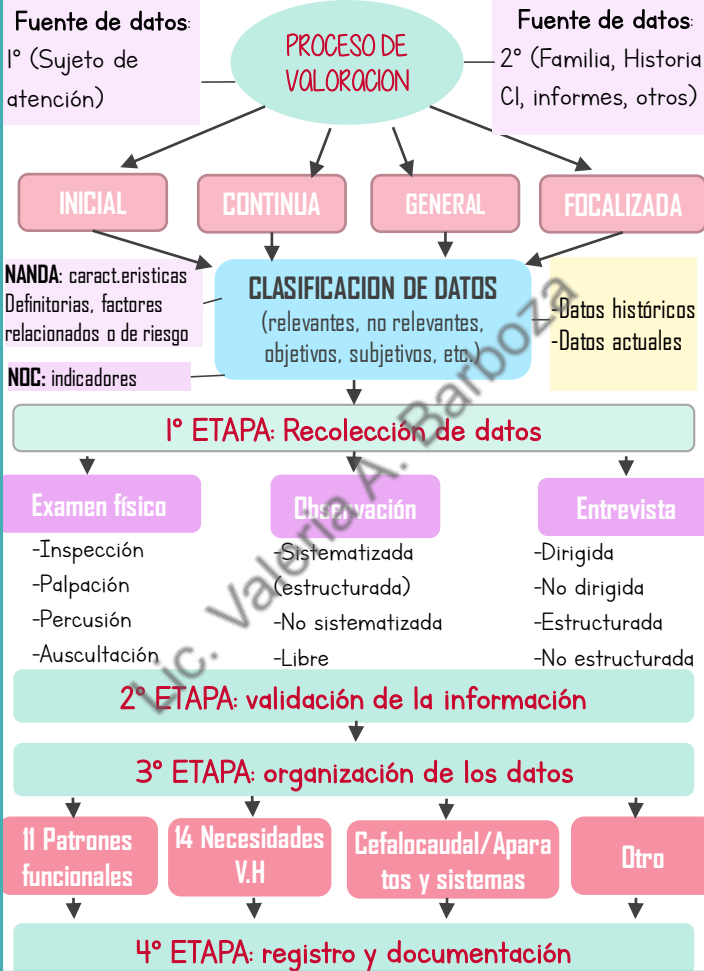 Fuente de datos:
1° (Sujeto de
atención)
PROCESO DE
VALORACION
Fuente de datos:
2° (Familia, Historia
Cl, informes, otros)
INICIAL
CONTINUA
GENERAL
FOCALIZADA
NANDA: caract.eristicas
Definitorias, factores
relacionados o de riesgo
NOC: indicadores
CLASIFICACION DE DATOS
(relevantes, no relevantes,
objetivos, subjetivos, etc.)
-Datos históricos
-Datos actuales
1° ETAPA: Recolección de datos
Examen físico
-Inspección
-Palpación
-Percusión
-Auscultación
Observación
-Sistematizada
(estructurada)
-No sistematizada
-Libre
Entrevista
-Dirigida
-No dirigida
-Estructurada
-No estructurada
2° ETAPA: validación de la información
3° ETAPA: organización de los datos
11 Patrones
funcionales
14 Necesidades
V.H
Cefalocaudal/Apara
tos y sistemas
Otro
4° ETAPA: registro y documentación
Lic. Valeria A. Barboza